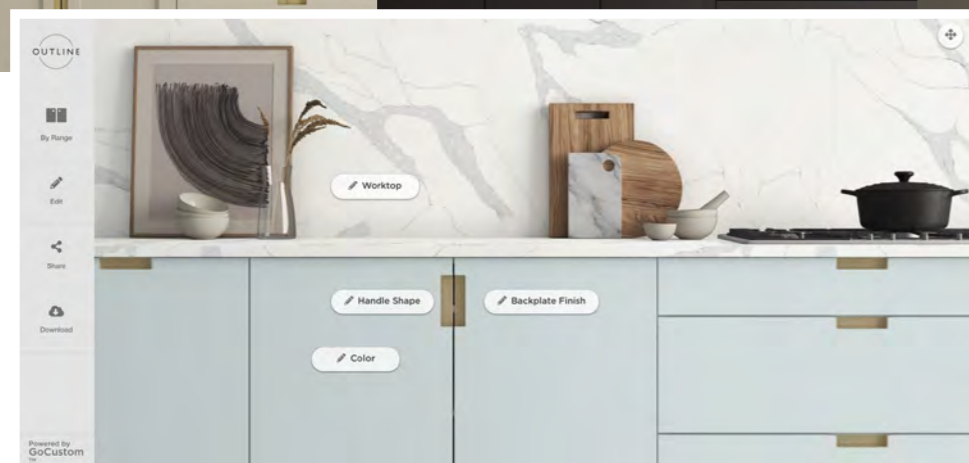 OUTLINE
By Range
Edit
Share
Download
Powered by
GoCustom
Worktop
Handle Shape
Backplate Finish
Color